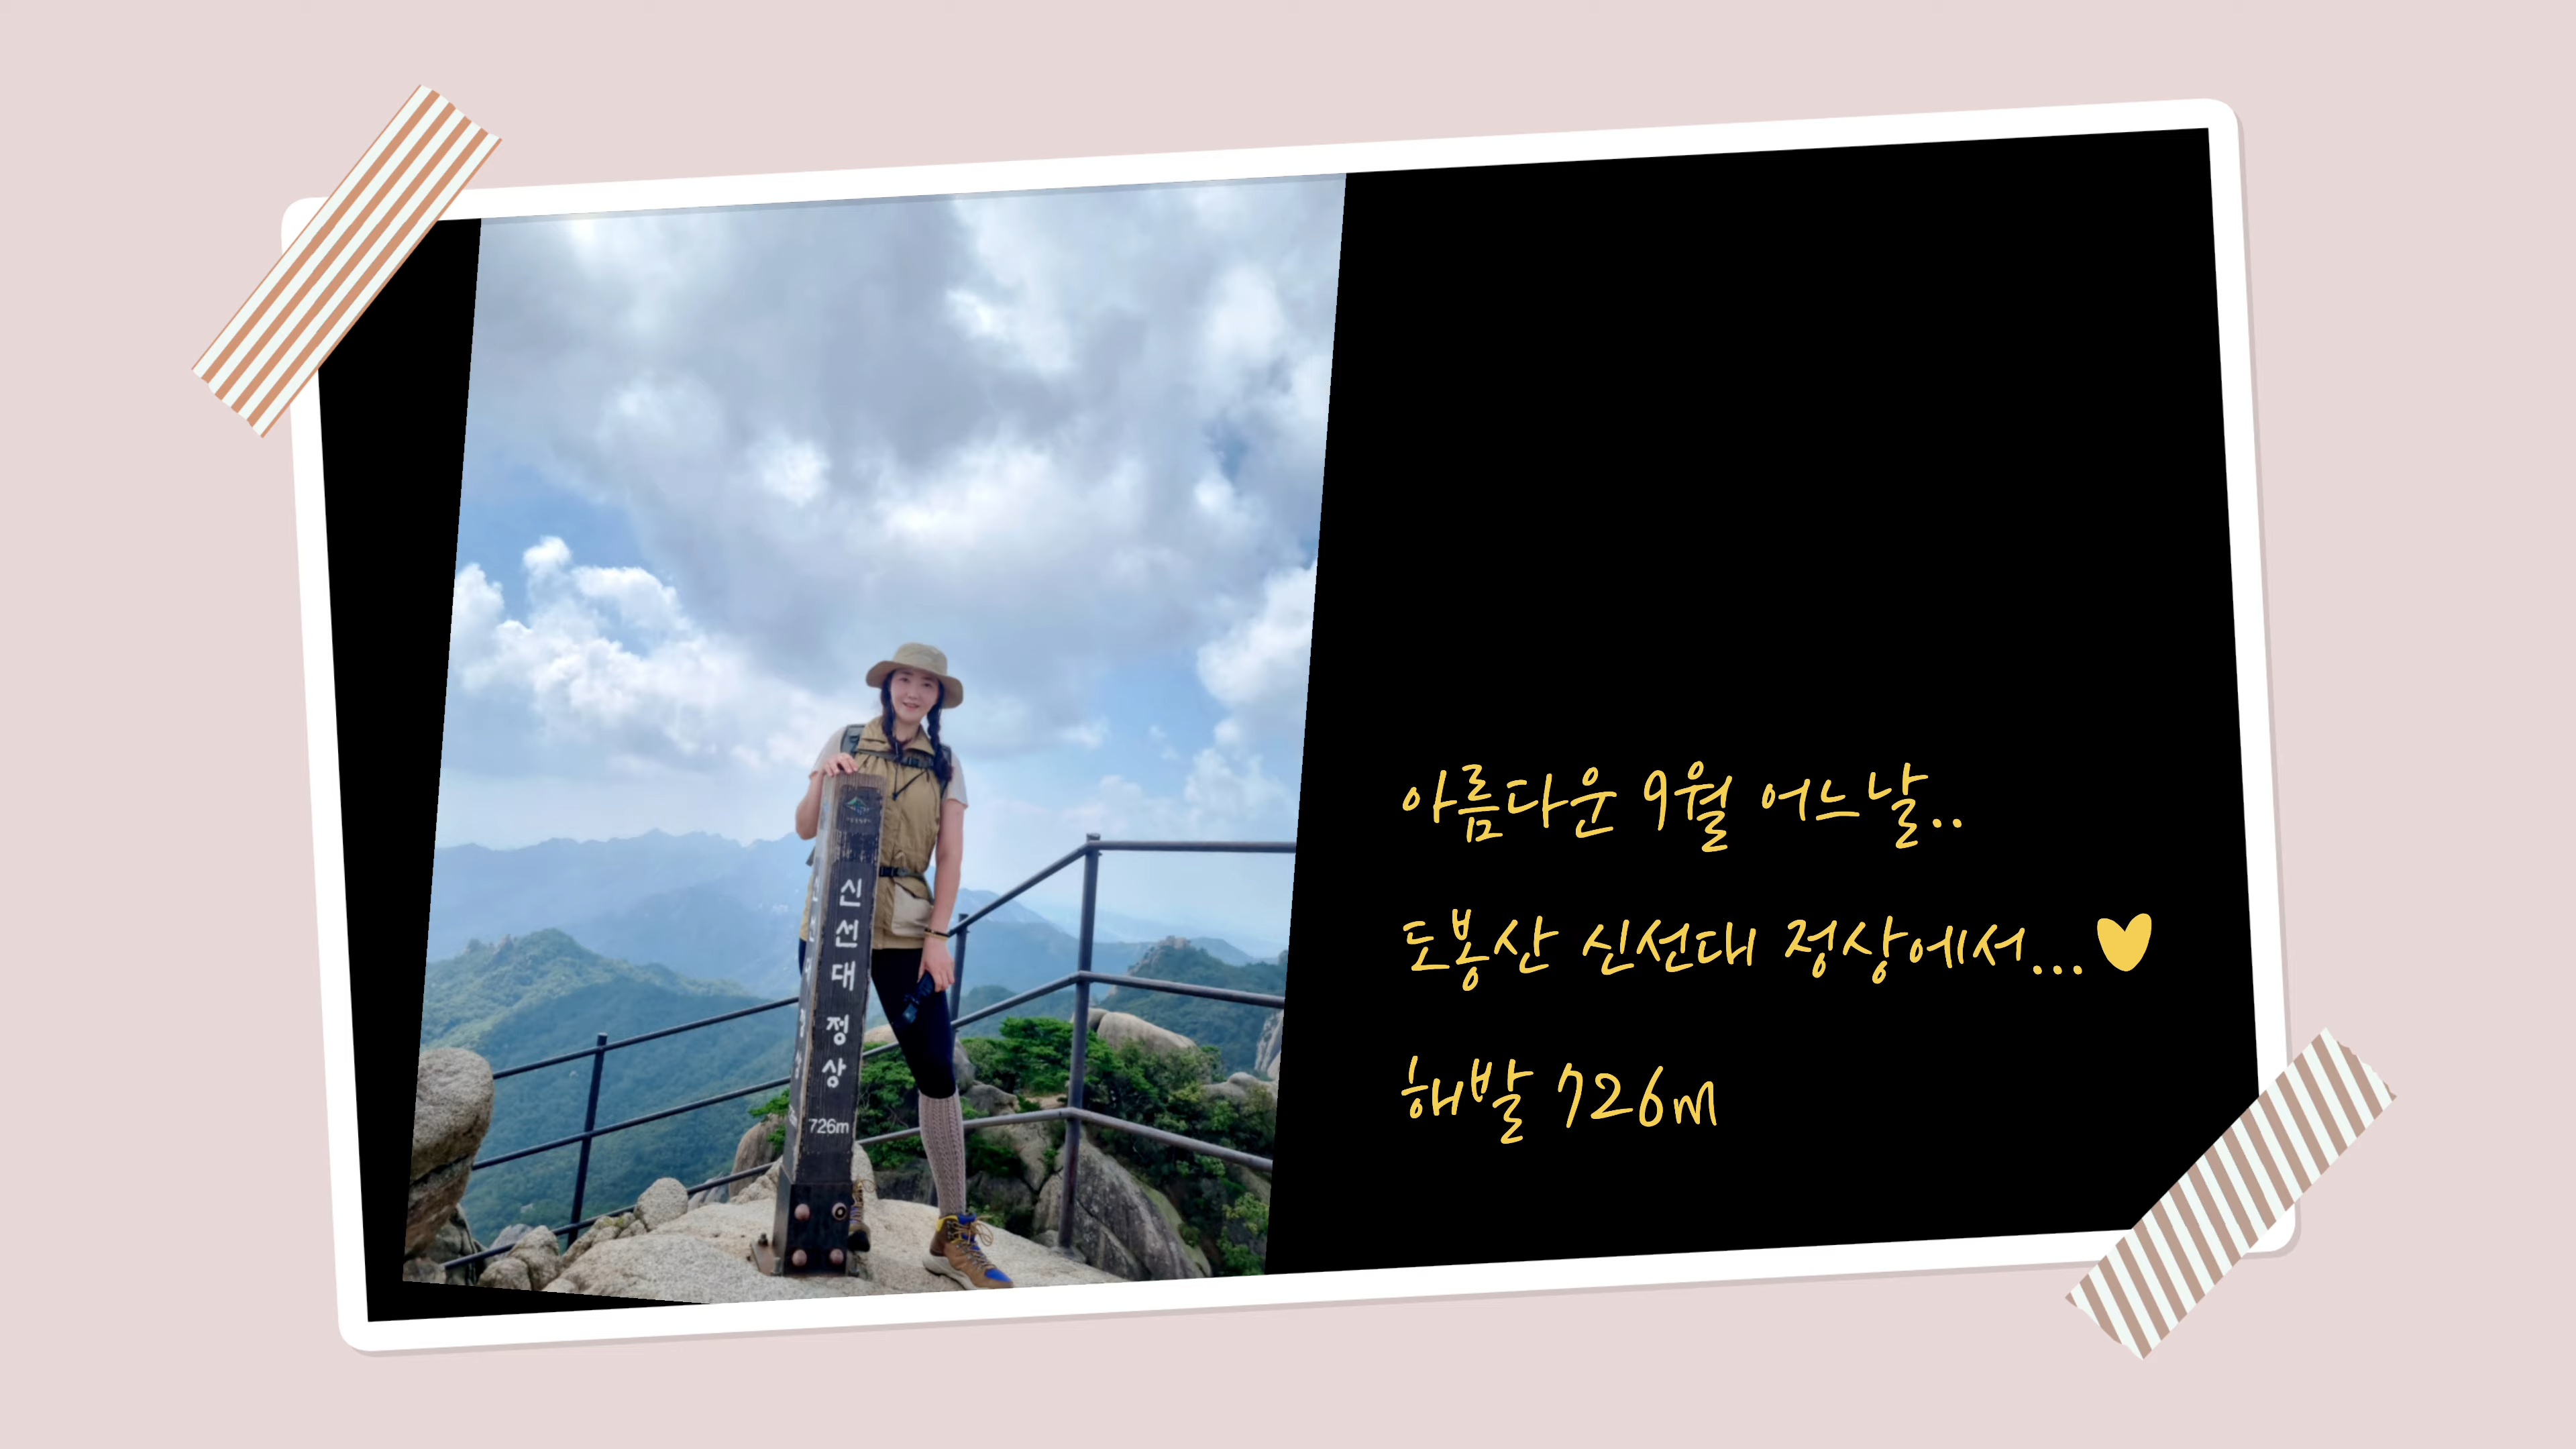 신선대 정상
726m
아름다운 9월 어느날..
도봉산 신선대 정상에서...♥
해발 726m